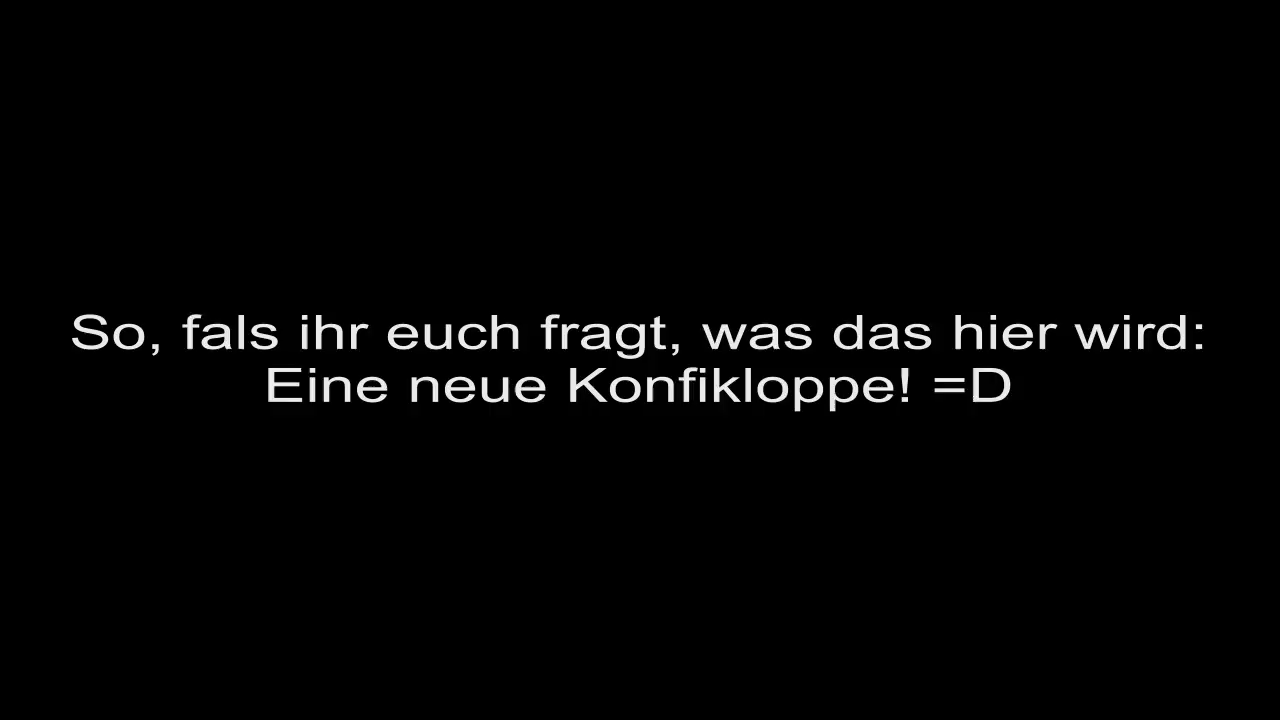 So, fals ihr euch fragt, was das hier wird:
Eine neue Konfikloppe! =D